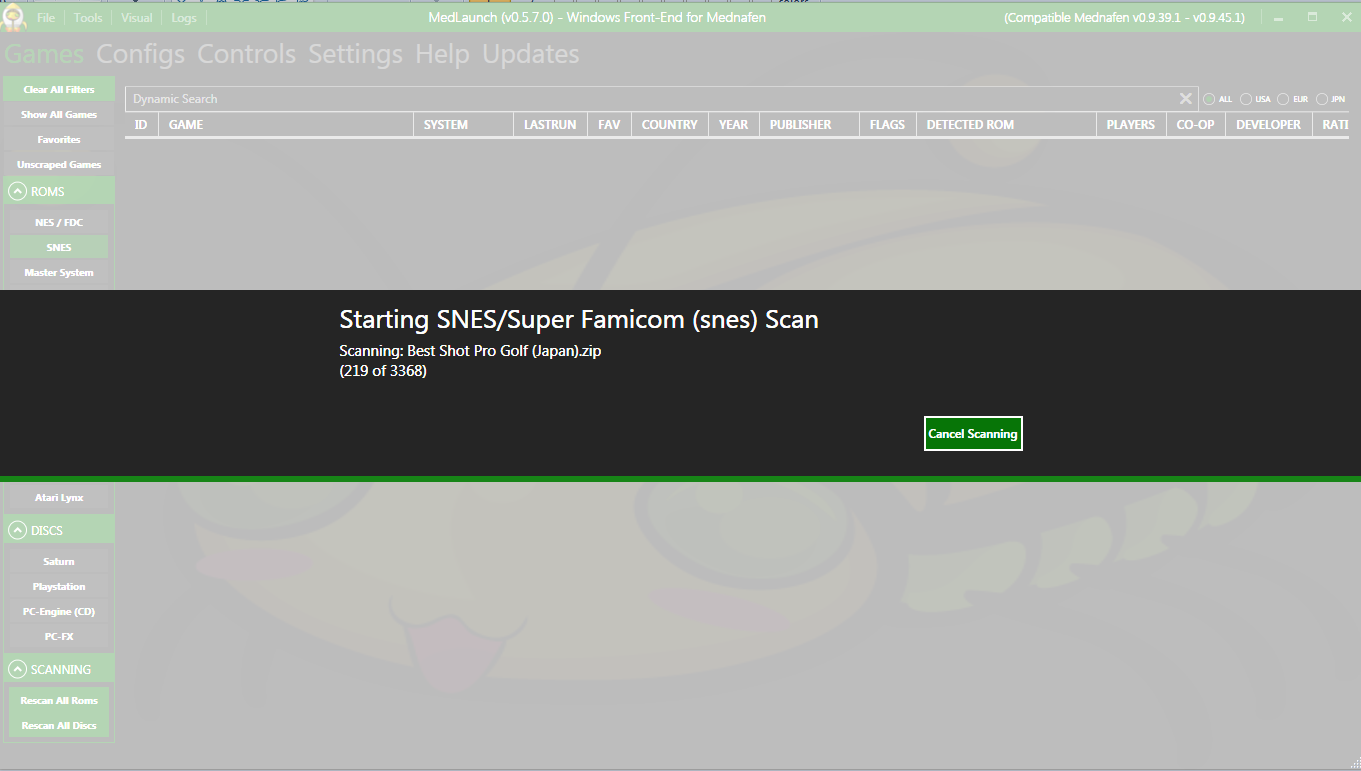 File Tools Visual Logs MedLaunch (v0.5.7.0) - Windows Front-End for Mednafen (Compatible Mednafen v0.9.39.1 - v0.9.45.1)
Games Configs Controls Settings Help Updates
Clear All Filters
Show All Games
Favorites
Unscraped Games
ROMS
NES / FDC
SNES
Master System
Dynamic Search ALL USA EUR JPN
ID GAME SYSTEM LASTRUN FAV COUNTRY YEAR PUBLISHER FLAGS DETECTED ROM PLAYERS CO-OP DEVELOPER RATI
Starting SNES/Super Famicom (snes) Scan
Scanning: Best Shot Pro Golf (Japan).zip
(219 of 3368)
Cancel Scanning
Atari Lynx
DISCS
Saturn
Playstation
PC-Engine (CD)
PC-FX
SCANNING
Rescan All Roms
Rescan All Discs